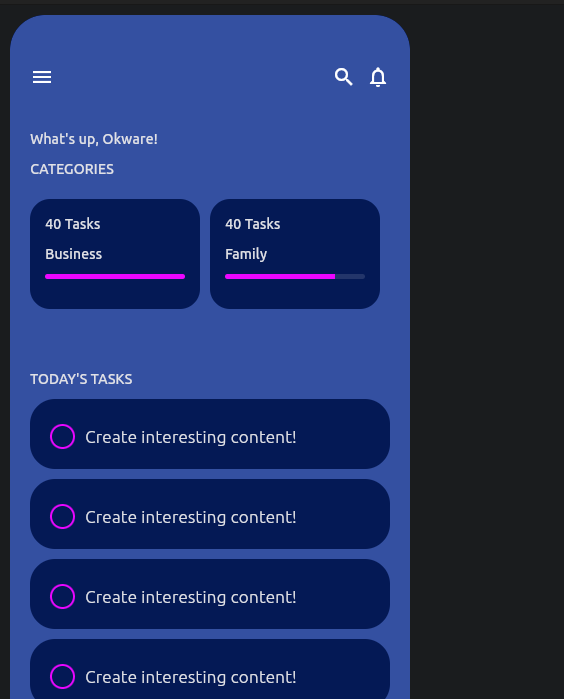 What's up, Okware!
CATEGORIES
40 Tasks
Business
40 Tasks
Family
TODAY'S TASKS
Create interesting content!
Create interesting content!
Create interesting content!
Create interesting content!